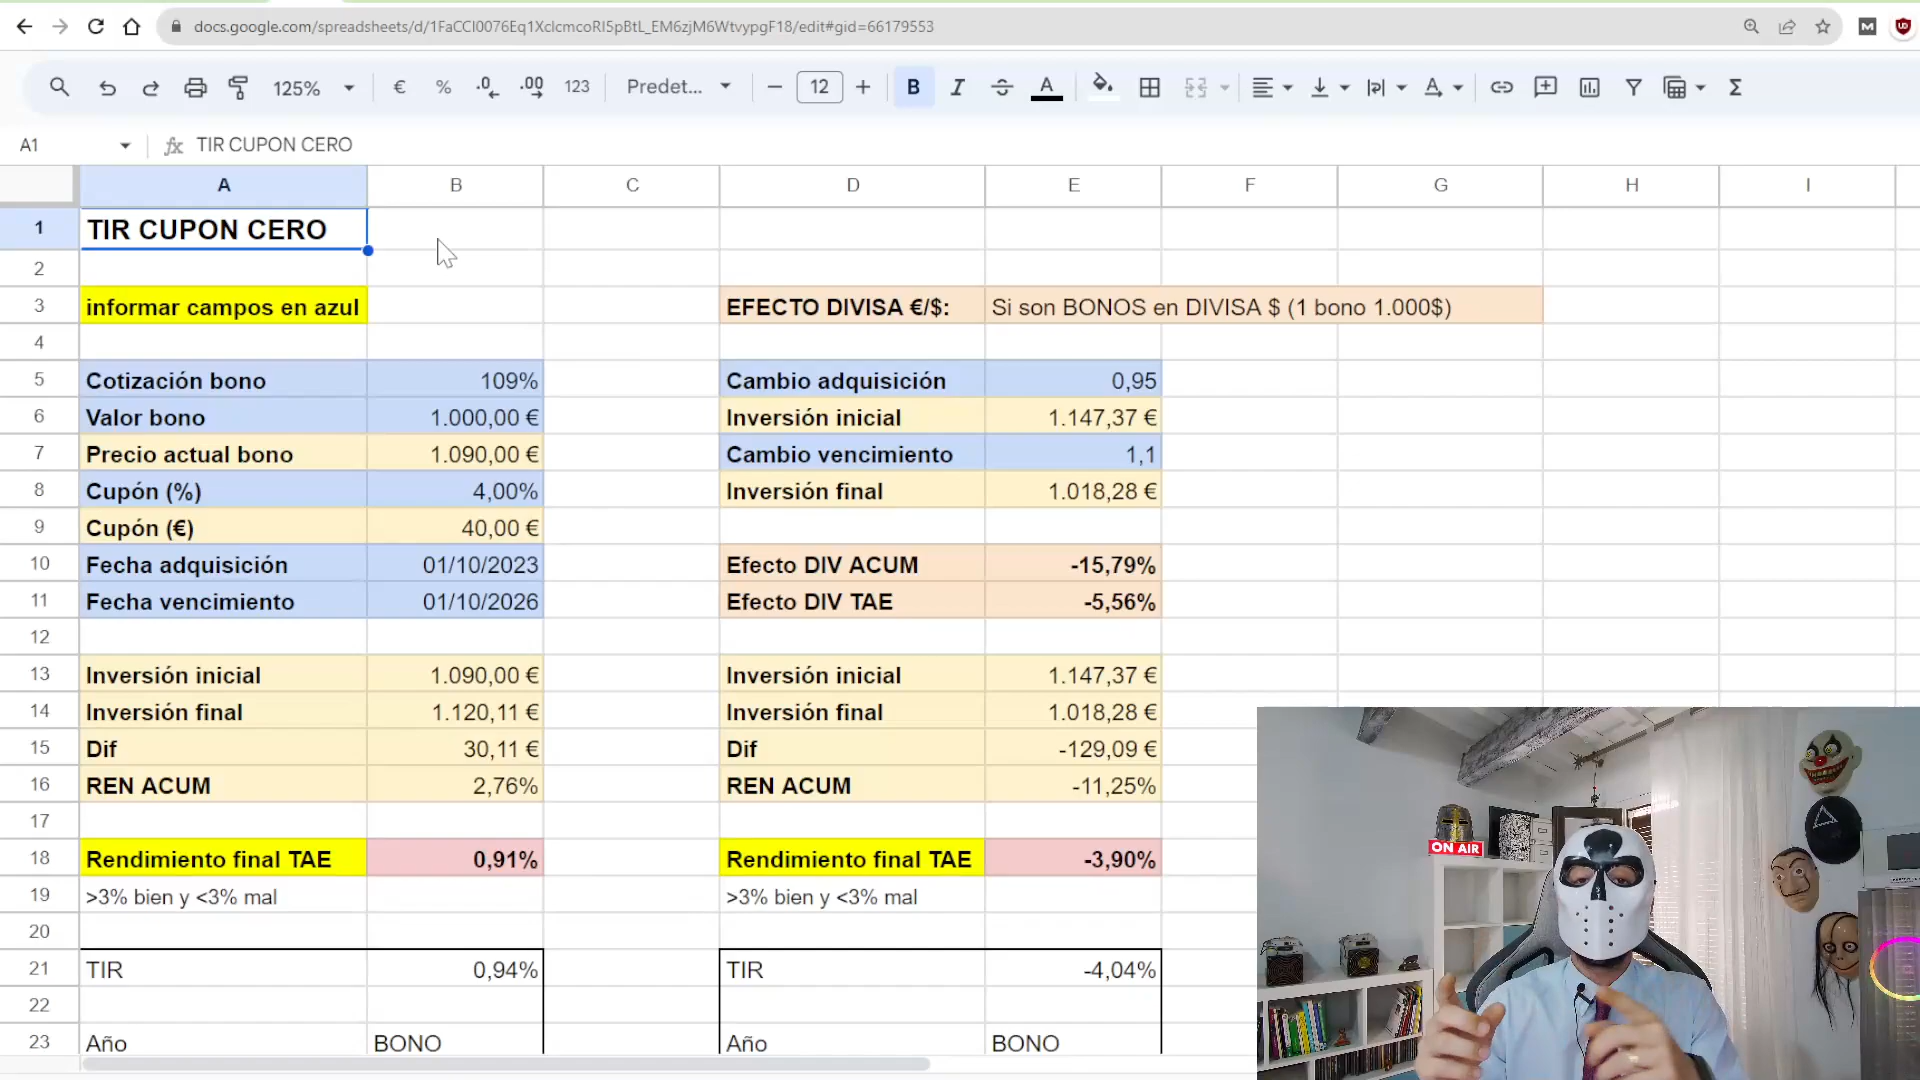 docs.google.com/spreadsheets/d/1FaCCI0076Eq1XclcmcoRI5pBtL_EM6zjM6WtvypgF18/edit#gid=66179553
125% € % .0 .00 123 Predet... 12 B I A A Σ
A1 fx TIR CUPON CERO
A B C D E F G H I
1 TIR CUPON CERO
2
3 informar campos en azul EFECTO DIVISA €/$: Si son BONOS en DIVISA $ (1 bono 1.000$)
4
5 Cotización bono 109% Cambio adquisición 0,95
6 Valor bono 1.000,00 € Inversión inicial 1.147,37 €
7 Precio actual bono 1.090,00 € Cambio vencimiento 1,1
8 Cupón (%) 4,00% Inversión final 1.018,28 €
9 Cupón (€) 40,00 €
10 Fecha adquisición 01/10/2023 Efecto DIV ACUM -15,79%
11 Fecha vencimiento 01/10/2026 Efecto DIV TAE -5,56%
12
13 Inversión inicial 1.090,00 € Inversión inicial 1.147,37 €
14 Inversión final 1.120,11 € Inversión final 1.018,28 €
15 Dif 30,11 € Dif -129,09 €
16 REN ACUM 2,76% REN ACUM -11,25%
17
18 Rendimiento final TAE 0,91% Rendimiento final TAE -3,90%
19 >3% bien y <3% mal >3% bien y <3% mal
20
21 TIR 0,94% TIR -4,04%
22
23 Año BONO Año BONO
ON AIR